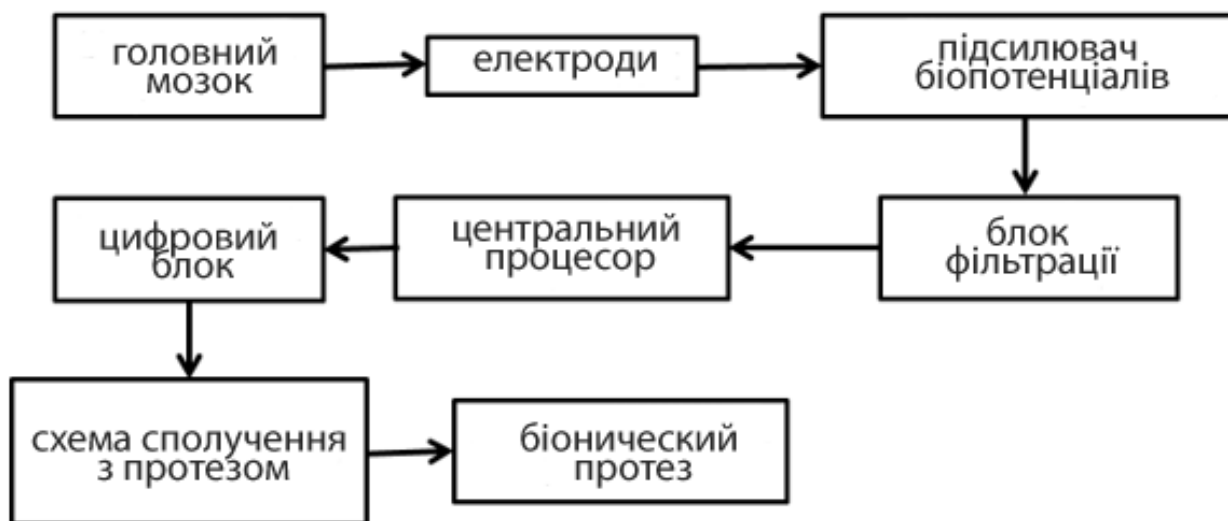 головний
мозок
електроди
підсилювач
біопотенціалів
блок
фільтрації
центральний
процесор
цифровий
блок
схема сполучення
з протезом
біонический
протез